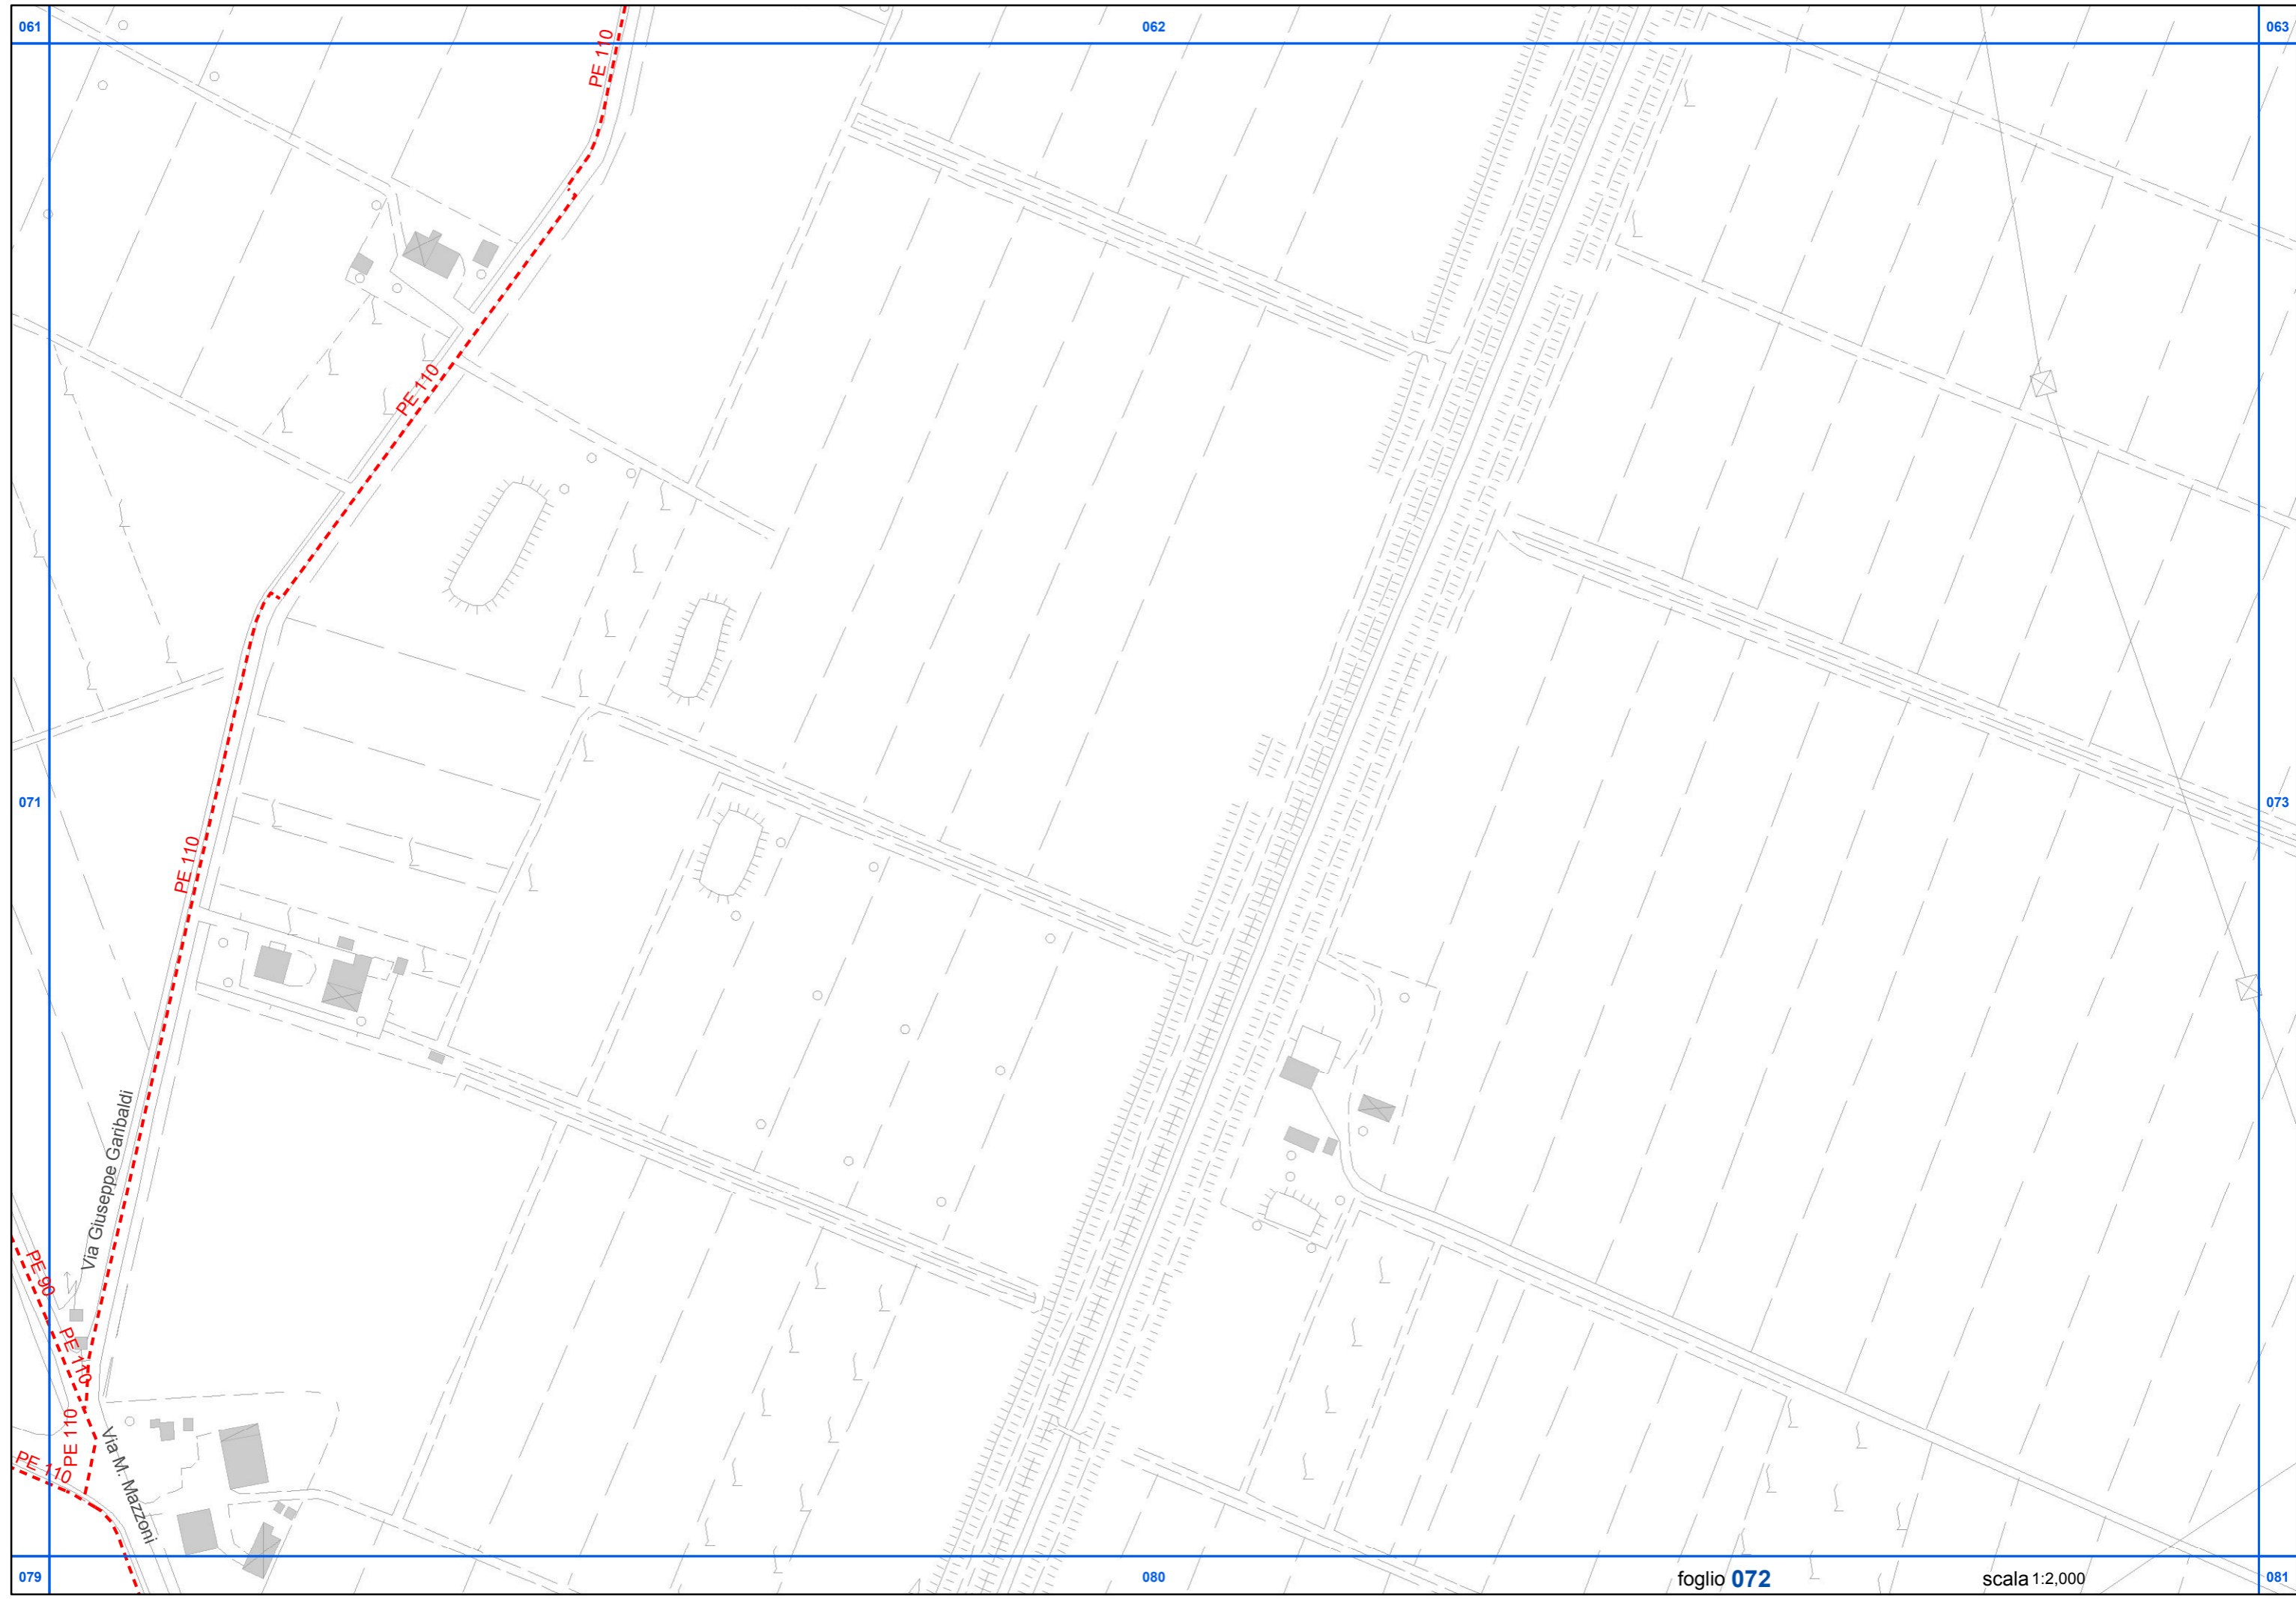 061
062
063
PE 110
PE 110
071
073
PE 110
Via Giuseppe Garibaldi
PE 90
PE 110
PE 110
PE 110
Via M. Mazzoni
079
080
foglio 072
scala 1:2,000
081